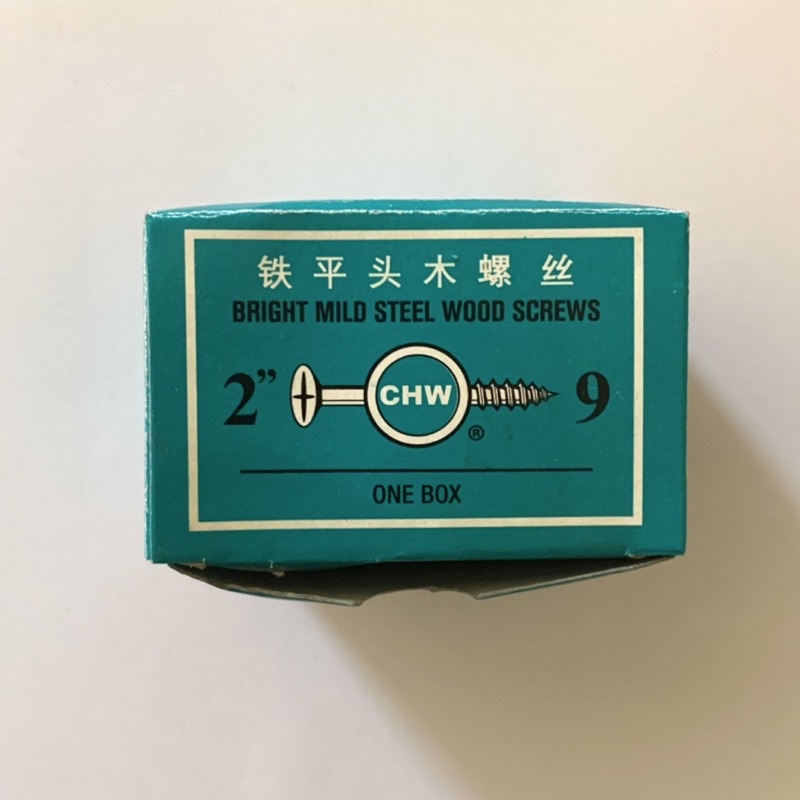 铁平头木螺丝
BRIGHT MILD STEEL WOOD SCREWS
2” CHW ® 9
ONE BOX